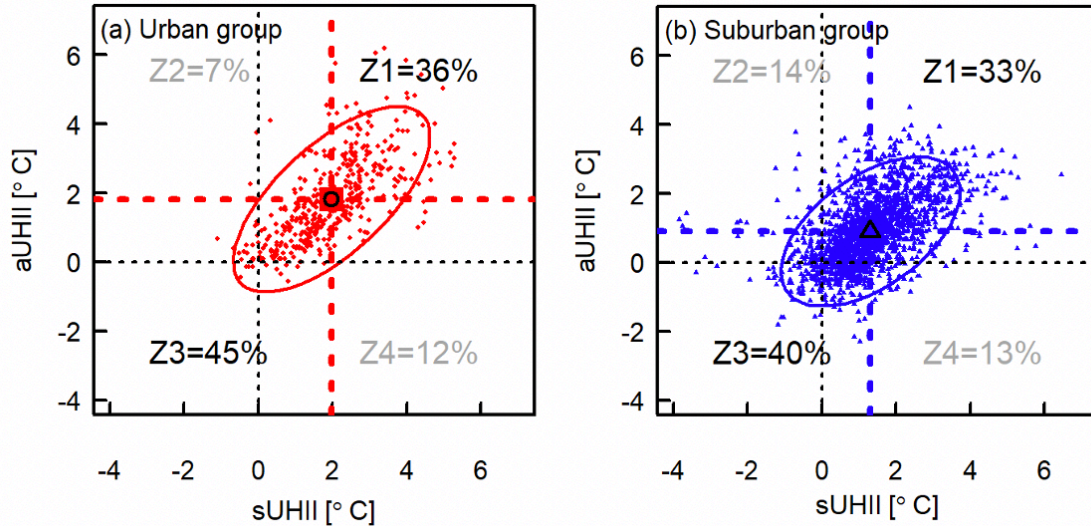 (a) Urban group
Z2=7%
Z1=36%
Z3=45%
Z4=12%
6
4
2
0
-2
-4
aUHII [° C]
-4 -2 0 2 4 6
sUHII [° C]
(b) Suburban group
Z2=14%
Z1=33%
Z3=40%
Z4=13%
6
4
2
0
-2
-4
aUHII [° C]
-4 -2 0 2 4 6
sUHII [° C]